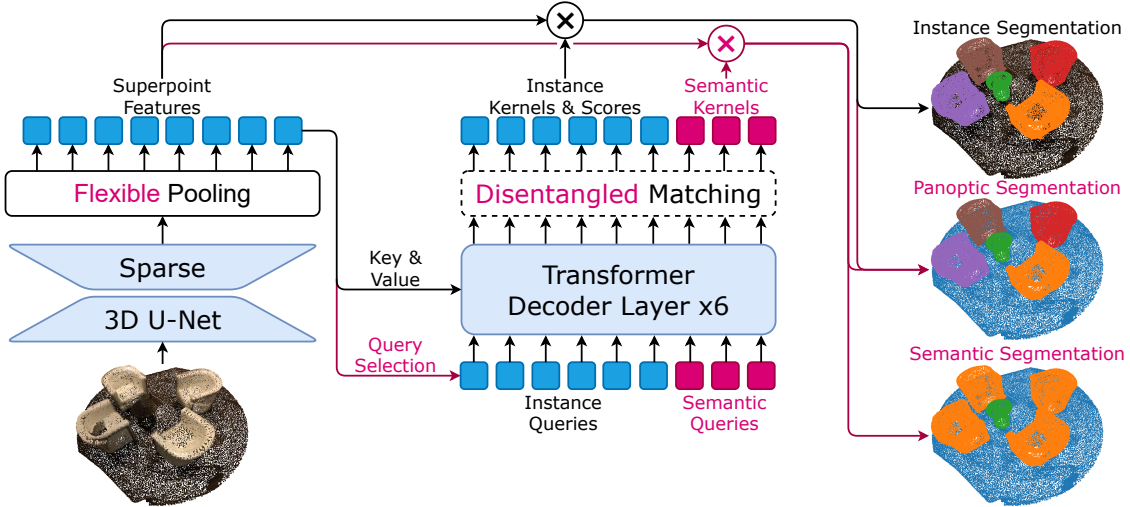 Superpoint
Features
Flexible Pooling
Sparse
3D U-Net
Key &
Value
Query
Selection
Instance
Kernels & Scores
Semantic
Kernels
Disentangled Matching
Transformer
Decoder Layer x6
Instance
Queries
Semantic
Queries
Instance Segmentation
Panoptic Segmentation
Semantic Segmentation